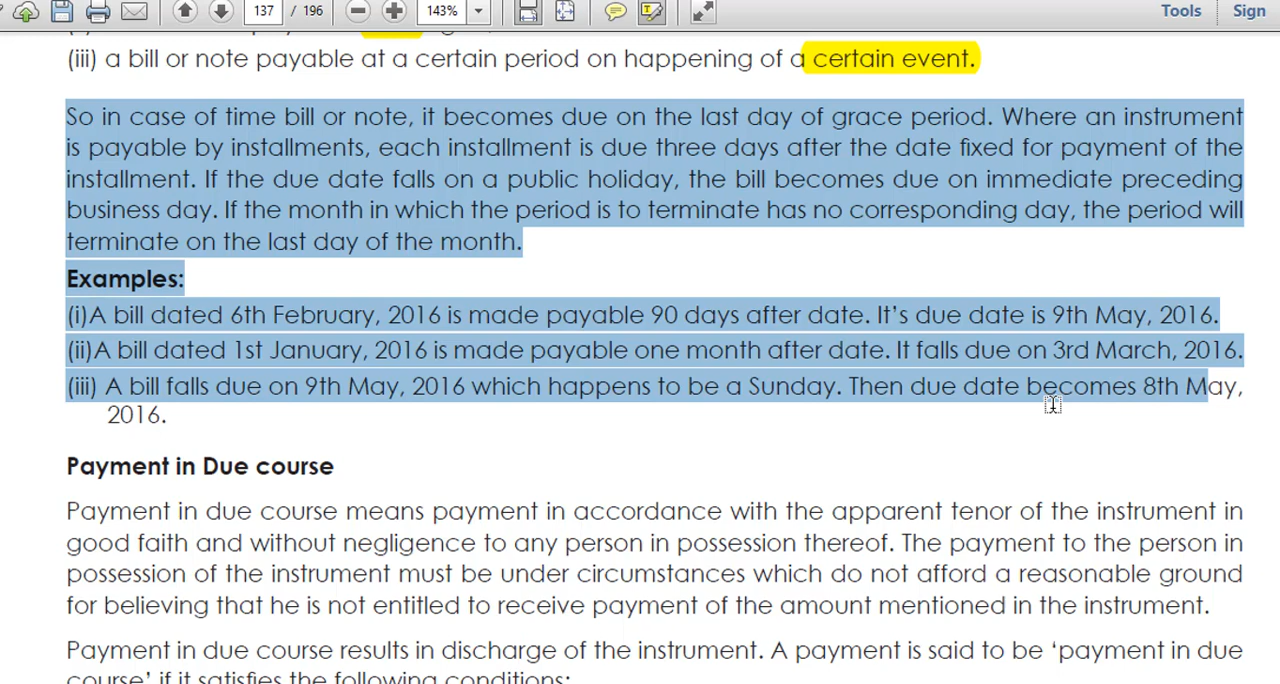 137 / 196 143% Tools Sign
(iii) a bill or note payable at a certain period on happening of a certain event.
So in case of time bill or note, it becomes due on the last day of grace period. Where an instrument
is payable by installments, each installment is due three days after the date fixed for payment of the
installment. If the due date falls on a public holiday, the bill becomes due on immediate preceding
business day. If the month in which the period is to terminate has no corresponding day, the period will
terminate on the last day of the month.
Examples:
(i)A bill dated 6th February, 2016 is made payable 90 days after date. It’s due date is 9th May, 2016.
(ii)A bill dated 1st January, 2016 is made payable one month after date. It falls due on 3rd March, 2016.
(iii) A bill falls due on 9th May, 2016 which happens to be a Sunday. Then due date becomes 8th May,
2016.
Payment in Due course
Payment in due course means payment in accordance with the apparent tenor of the instrument in
good faith and without negligence to any person in possession thereof. The payment to the person in
possession of the instrument must be under circumstances which do not afford a reasonable ground
for believing that he is not entitled to receive payment of the amount mentioned in the instrument.
Payment in due course results in discharge of the instrument. A payment is said to be ‘payment in due
course’ if it satisfies the following conditions: